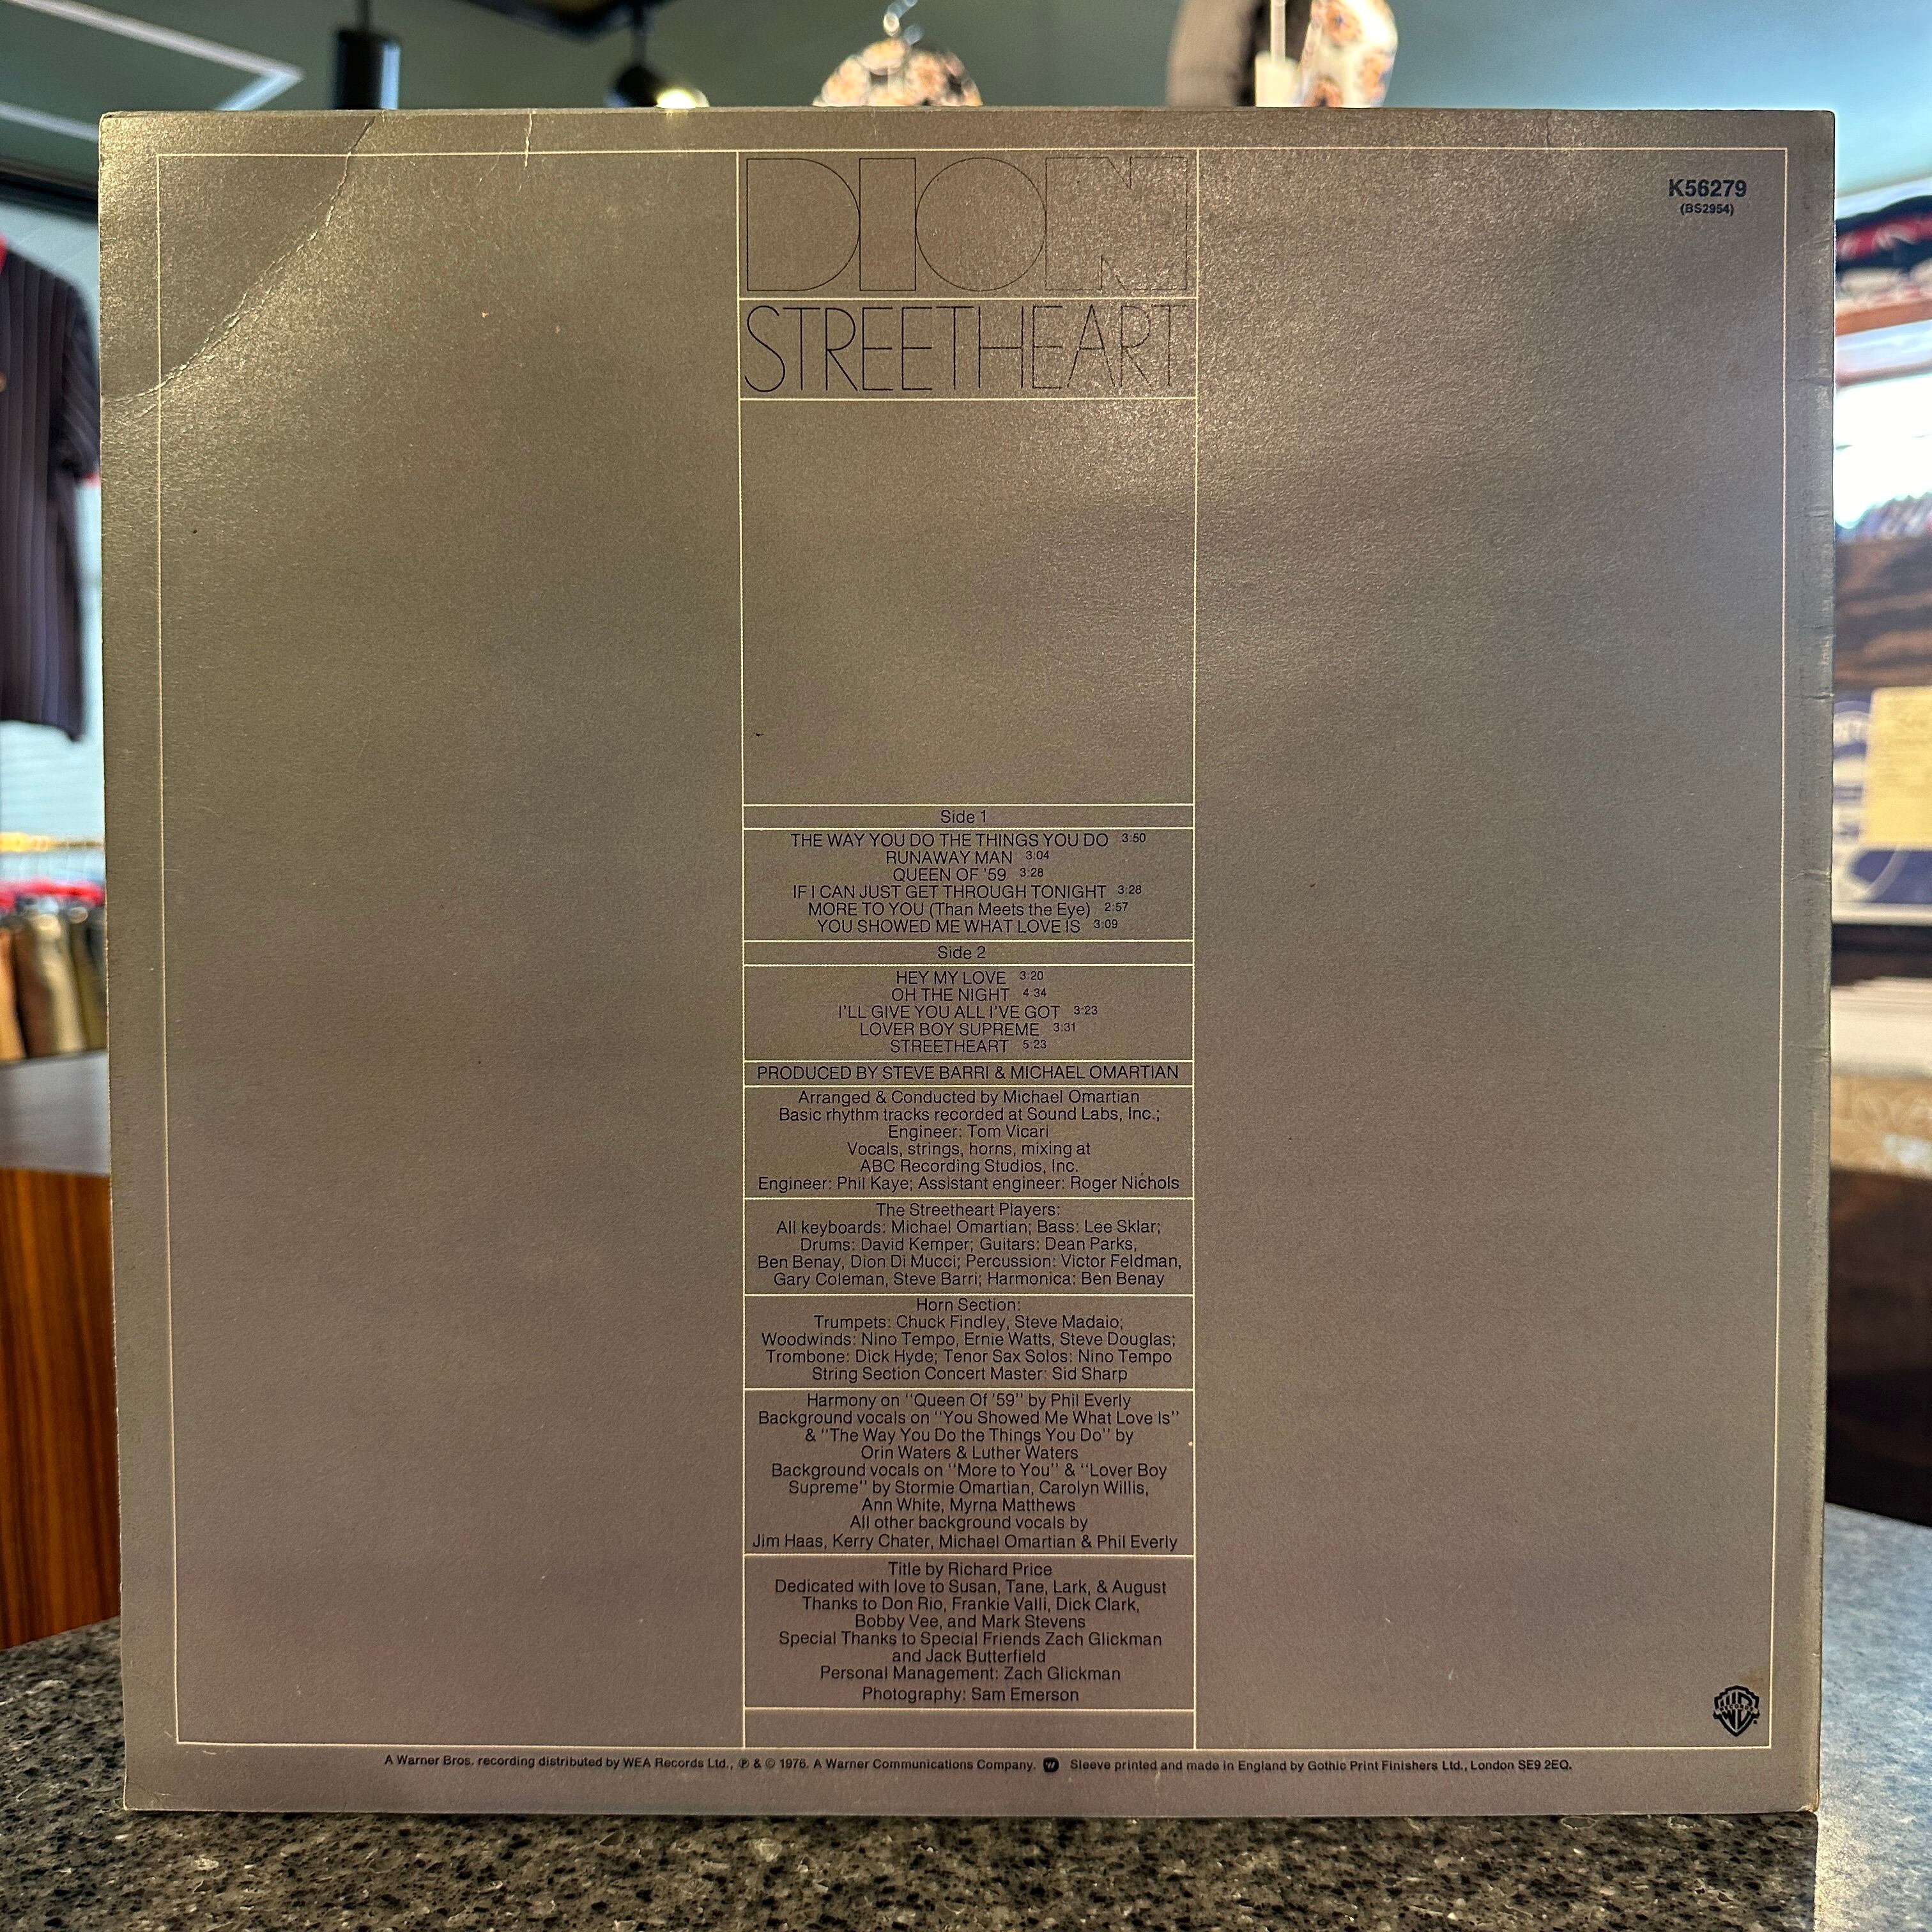 DION
STREETHEART
K56279
(BS2954)
Side 1
THE WAY YOU DO THE THINGS YOU DO 3:50
RUNAWAY MAN 3:04
QUEEN OF '59 3:28
IF I CAN JUST GET THROUGH TONIGHT 3:28
MORE TO YOU (Than Meets the Eye) 2:57
YOU SHOWED ME WHAT LOVE IS 3:09
Side 2
HEY MY LOVE 3:20
OH THE NIGHT 4:34
I'LL GIVE YOU ALL I'VE GOT 3:23
LOVER BOY SUPREME 3:31
STREETHEART 5:23
PRODUCED BY STEVE BARRI & MICHAEL OMARTIAN
Arranged & Conducted by Michael Omartian
Basic rhythm tracks recorded at Sound Labs, Inc.;
Engineer: Tom Vicari
Vocals, strings, horns, mixing at
ABC Recording Studios, Inc.
Engineer: Phil Kaye; Assistant engineer: Roger Nichols
The Streetheart Players:
All keyboards: Michael Omartian; Bass: Lee Sklar;
Drums: David Kemper; Guitars: Dean Parks,
Ben Benay, Dion Di Mucci; Percussion: Victor Feldman,
Gary Coleman, Steve Barri; Harmonica: Ben Benay
Horn Section:
Trumpets: Chuck Findley, Steve Madaio;
Woodwinds: Nino Tempo, Ernie Watts, Steve Douglas;
Trombone: Dick Hyde; Tenor Sax Solos: Nino Tempo
String Section Concert Master: Sid Sharp
Harmony on "Queen Of '59" by Phil Everly
Background vocals on "You Showed Me What Love Is"
& "The Way You Do the Things You Do" by
Orin Waters & Luther Waters
Background vocals on "More to You" & "Lover Boy
Supreme" by Stormie Omartian, Carolyn Willis,
Ann White, Myrna Matthews
All other background vocals by
Jim Haas, Kerry Chater, Michael Omartian & Phil Everly
Title by Richard Price
Dedicated with love to Susan, Tane, Lark, & August
Thanks to Don Rio, Frankie Valli, Dick Clark,
Bobby Vee, and Mark Stevens
Special Thanks to Special Friends Zach Glickman
and Jack Butterfield
Personal Management: Zach Glickman
Photography: Sam Emerson
A Warner Bros. recording distributed by WEA Records Ltd., ℗ & © 1976. A Warner Communications Company. Sleeve printed and made in England by Gothic Print Finishers Ltd., London SE9 2EQ.